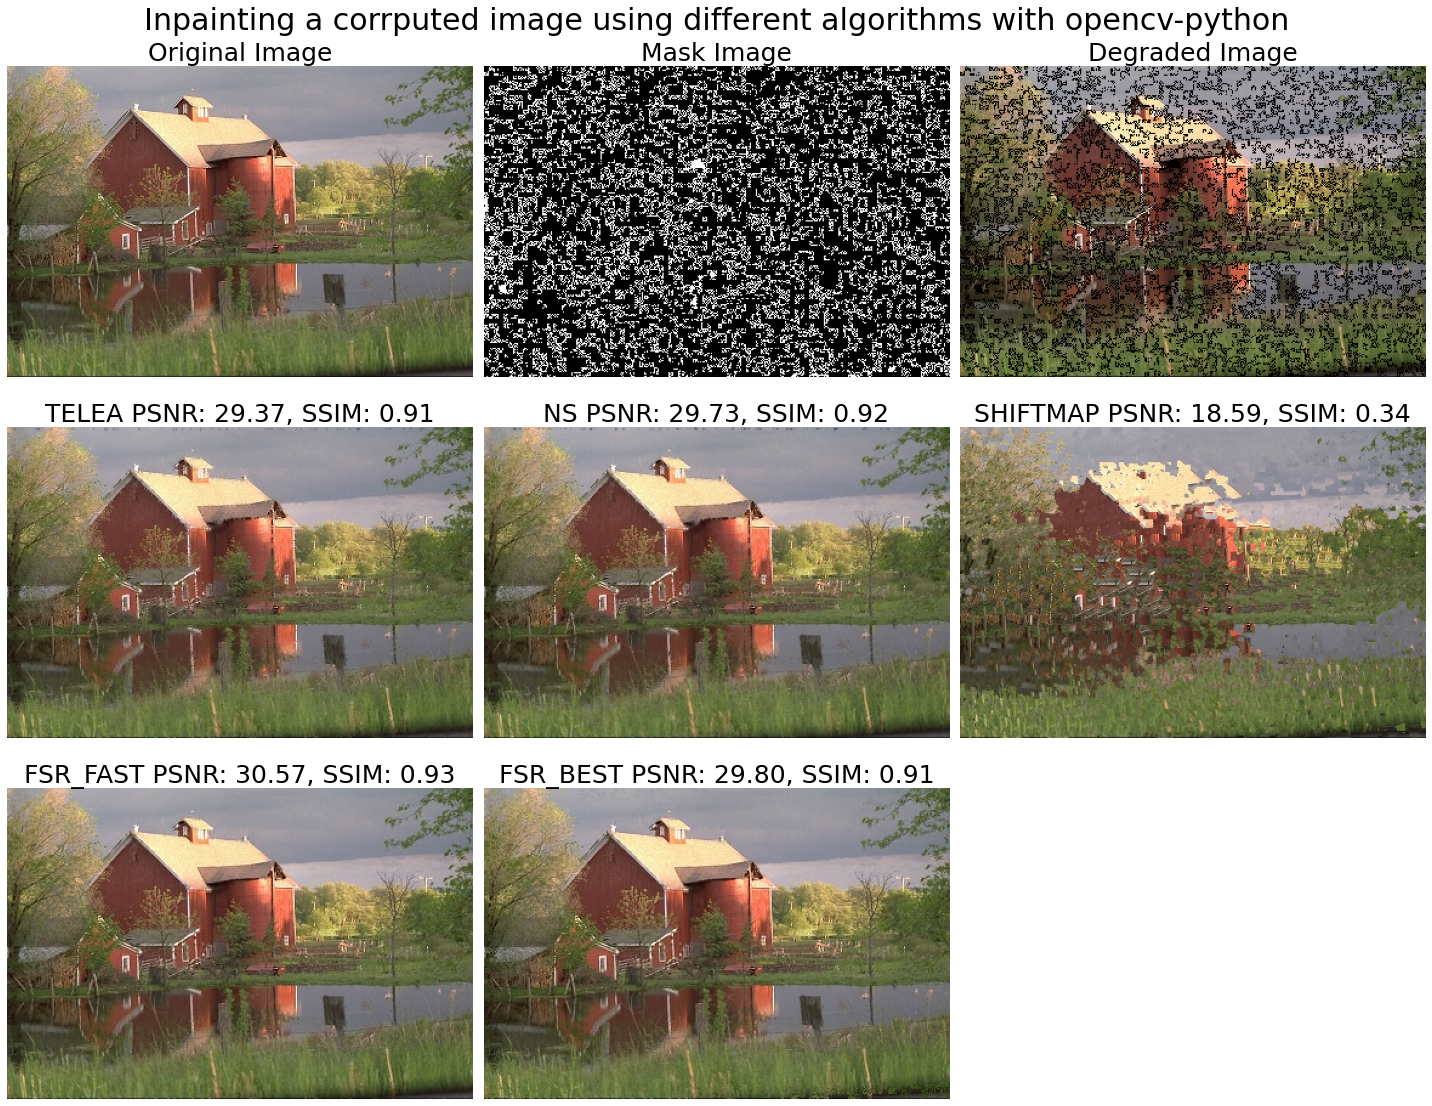 Inpainting a corrputed image using different algorithms with opencv-python
Original Image
Mask Image
Degraded Image
TELEA PSNR: 29.37, SSIM: 0.91
NS PSNR: 29.73, SSIM: 0.92
SHIFTMAP PSNR: 18.59, SSIM: 0.34
FSR_FAST PSNR: 30.57, SSIM: 0.93
FSR_BEST PSNR: 29.80, SSIM: 0.91